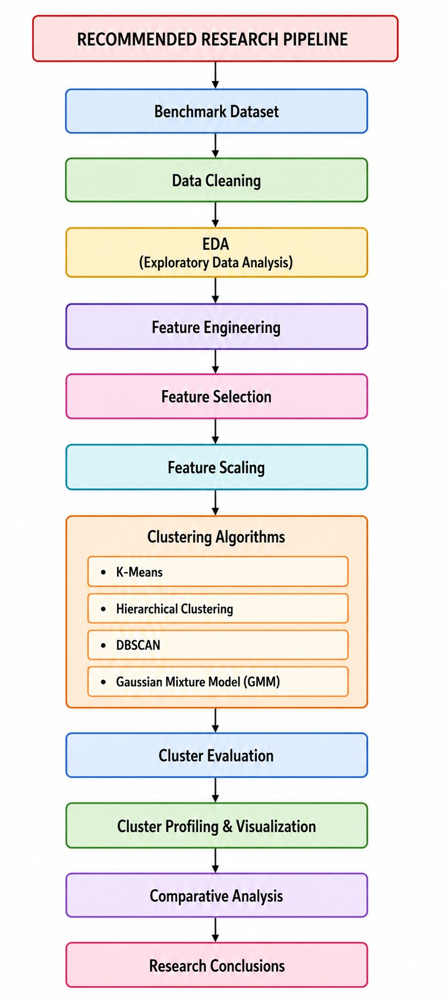 RECOMMENDED RESEARCH PIPELINE
Benchmark Dataset
Data Cleaning
EDA
(Exploratory Data Analysis)
Feature Engineering
Feature Selection
Feature Scaling
Clustering Algorithms
• K-Means
• Hierarchical Clustering
• DBSCAN
• Gaussian Mixture Model (GMM)
Cluster Evaluation
Cluster Profiling & Visualization
Comparative Analysis
Research Conclusions